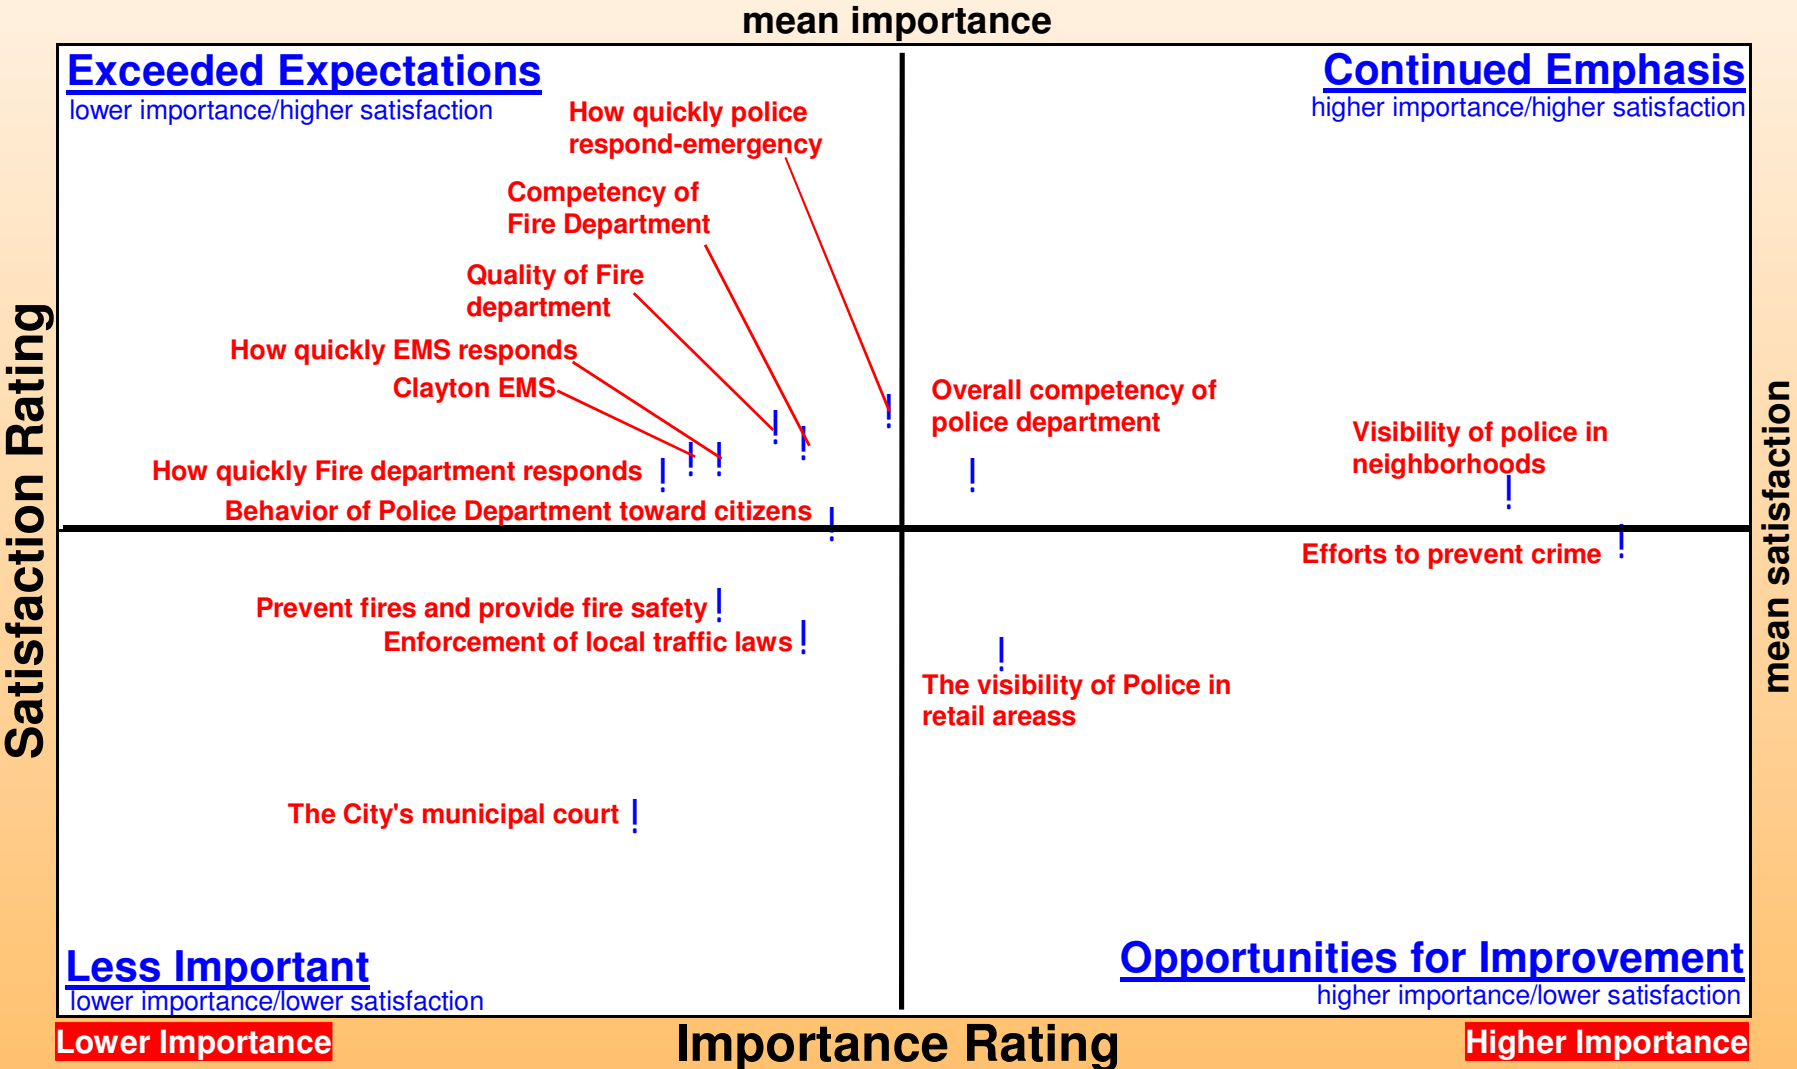 mean importance
Exceeded Expectations
lower importance/higher satisfaction
Continued Emphasis
higher importance/higher satisfaction
How quickly police
respond-emergency
Competency of
Fire Department
Quality of Fire
department
How quickly EMS responds
Clayton EMS
How quickly Fire department responds
Behavior of Police Department toward citizens
Overall competency of
police department
Visibility of police in
neighborhoods
Efforts to prevent crime
Prevent fires and provide fire safety
Enforcement of local traffic laws
The visibility of Police in
retail areass
The City's municipal court
Satisfaction Rating
mean satisfaction
Less Important
lower importance/lower satisfaction
Opportunities for Improvement
higher importance/lower satisfaction
Lower Importance
Importance Rating
Higher Importance